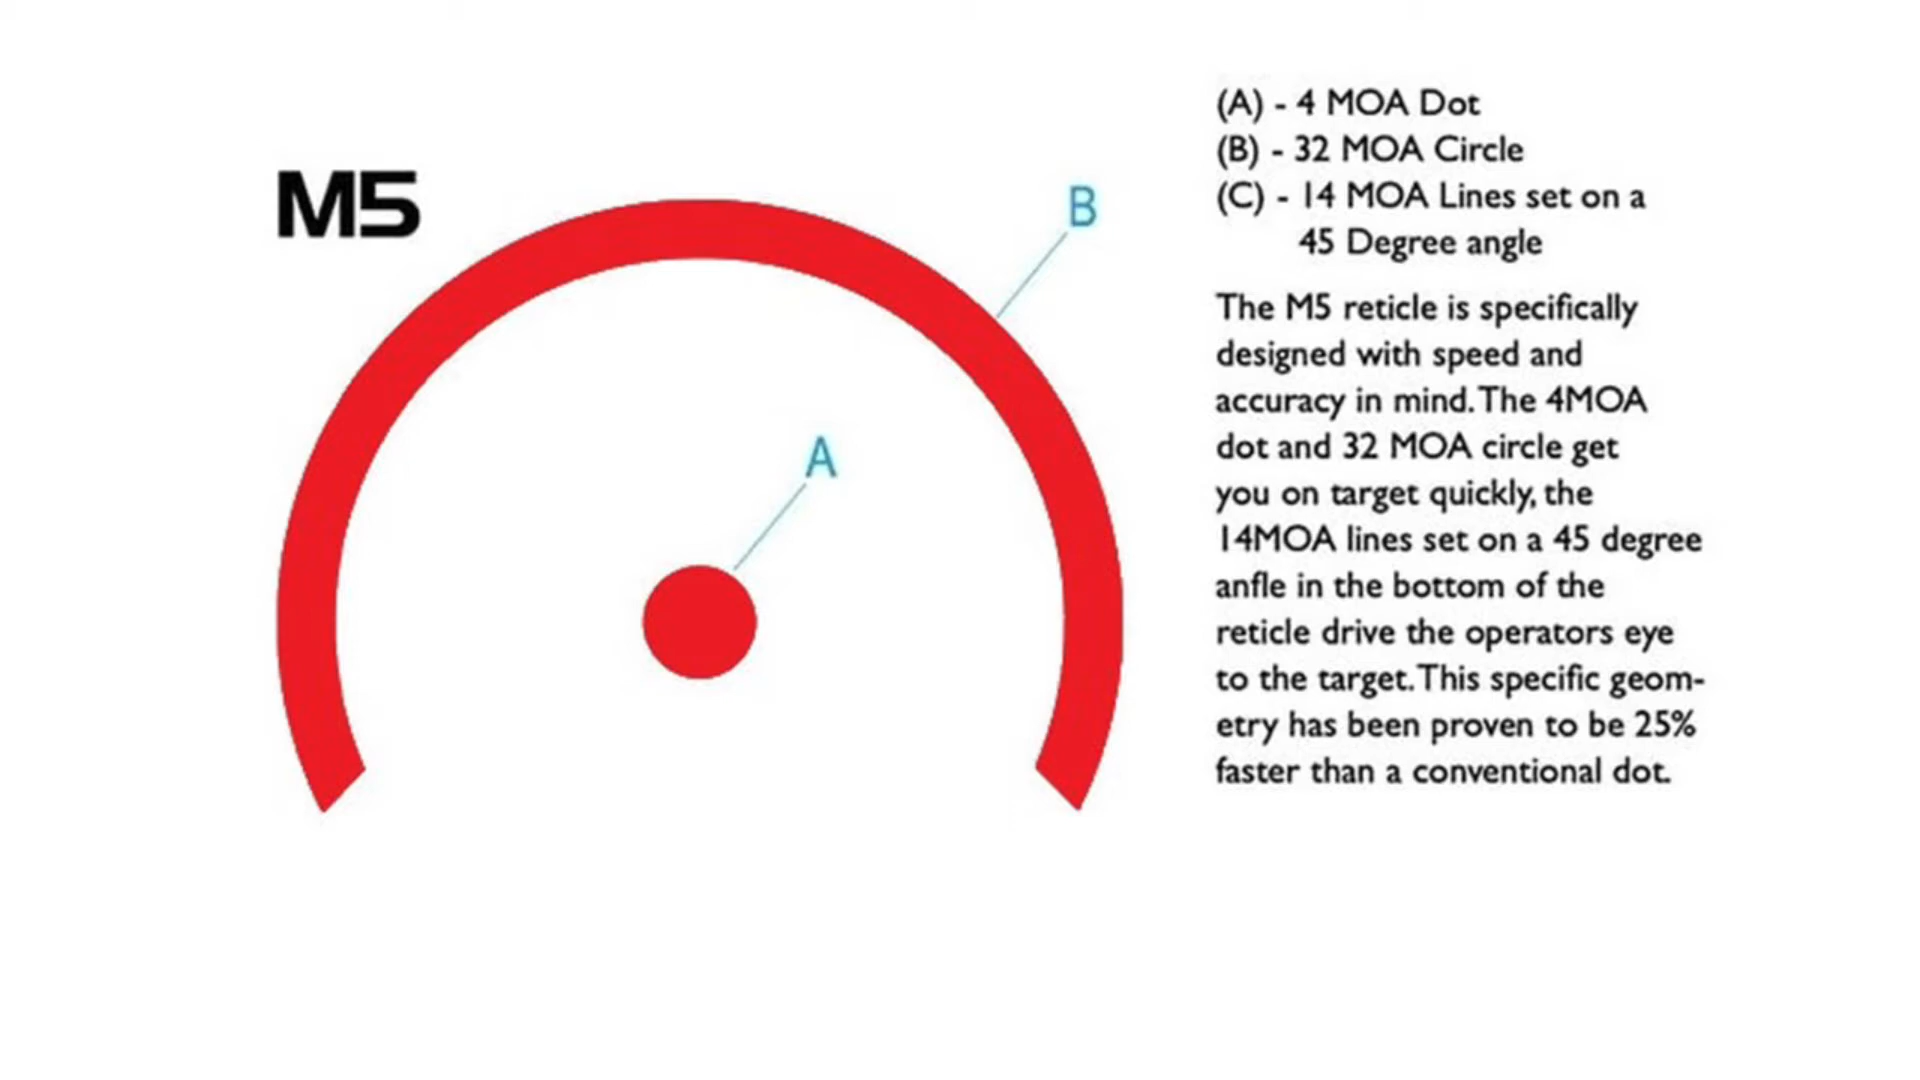 M5
B
A
(A) - 4 MOA Dot
(B) - 32 MOA Circle
(C) - 14 MOA Lines set on a
45 Degree angle
The M5 reticle is specifically
designed with speed and
accuracy in mind. The 4MOA
dot and 32 MOA circle get
you on target quickly, the
14MOA lines set on a 45 degree
anfle in the bottom of the
reticle drive the operators eye
to the target. This specific geom-
etry has been proven to be 25%
faster than a conventional dot.